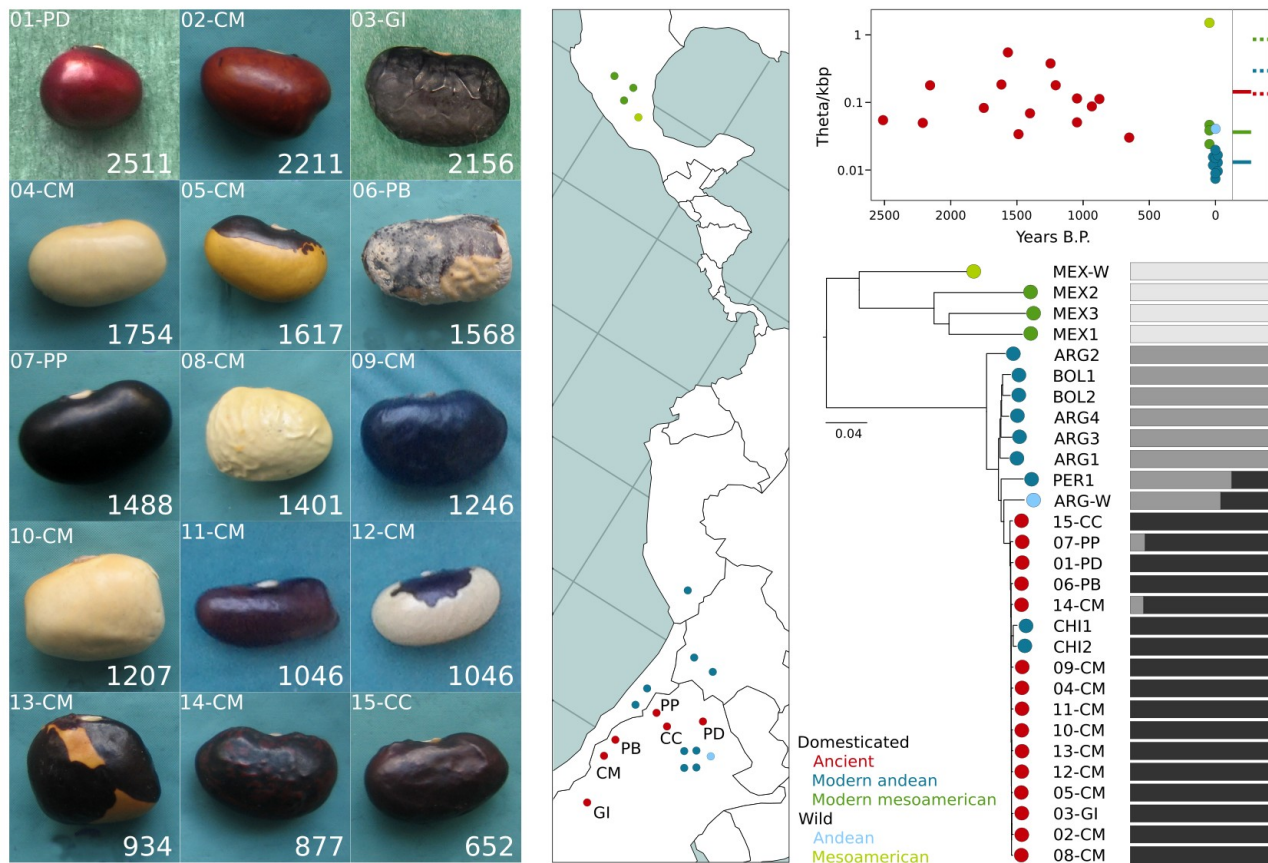 01-PD
2511
02-CM
2211
03-GI
2156
04-CM
1754
05-CM
1617
06-PB
1568
07-PP
1488
08-CM
1401
09-CM
1246
10-CM
1207
11-CM
1046
12-CM
1046
13-CM
934
14-CM
877
15-CC
652
PP
CC
PD
PB
CM
GI
Theta/kbp
1
0.1
0.01
2500 2000 1500 1000 500 0
Years B.P.
MEX-W
MEX2
MEX3
MEX1
ARG2
BOL1
BOL2
ARG4
ARG3
ARG1
PER1
ARG-W
15-CC
07-PP
01-PD
06-PB
14-CM
CHI1
CHI2
09-CM
04-CM
11-CM
10-CM
13-CM
12-CM
05-CM
03-GI
02-CM
08-CM
0.04
Domesticated
Ancient
Modern andean
Modern mesoamerican
Wild
Andean
Mesoamerican